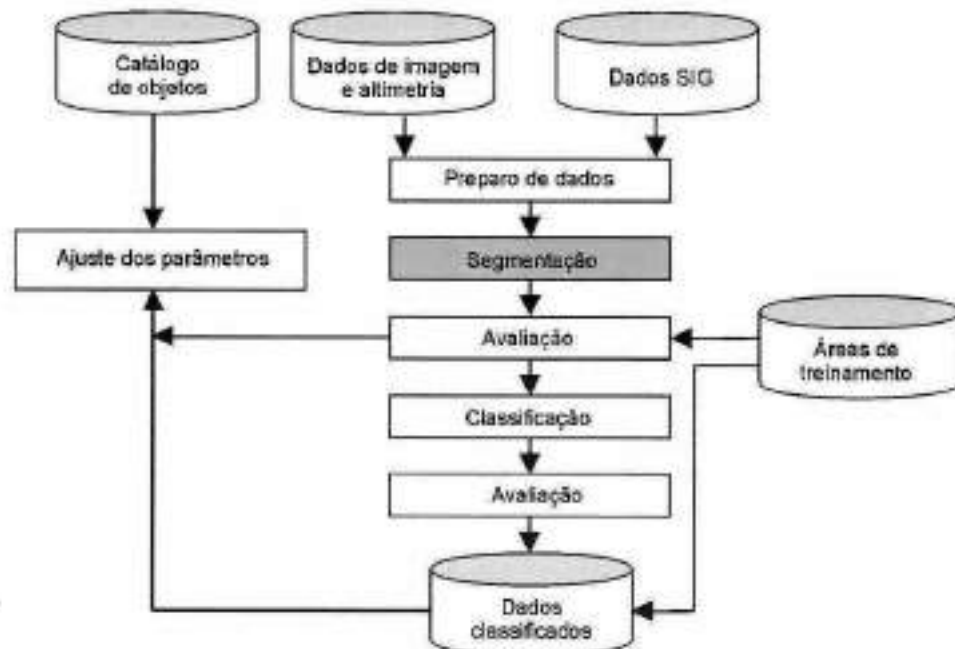 Catálogo
de objetos
Dados de imagem
e altimetria
Dados SIG
Preparo de dados
Ajuste dos parâmetros
Segmentação
Avaliação
Áreas de
treinamento
Classificação
Avaliação
Dados
classificados